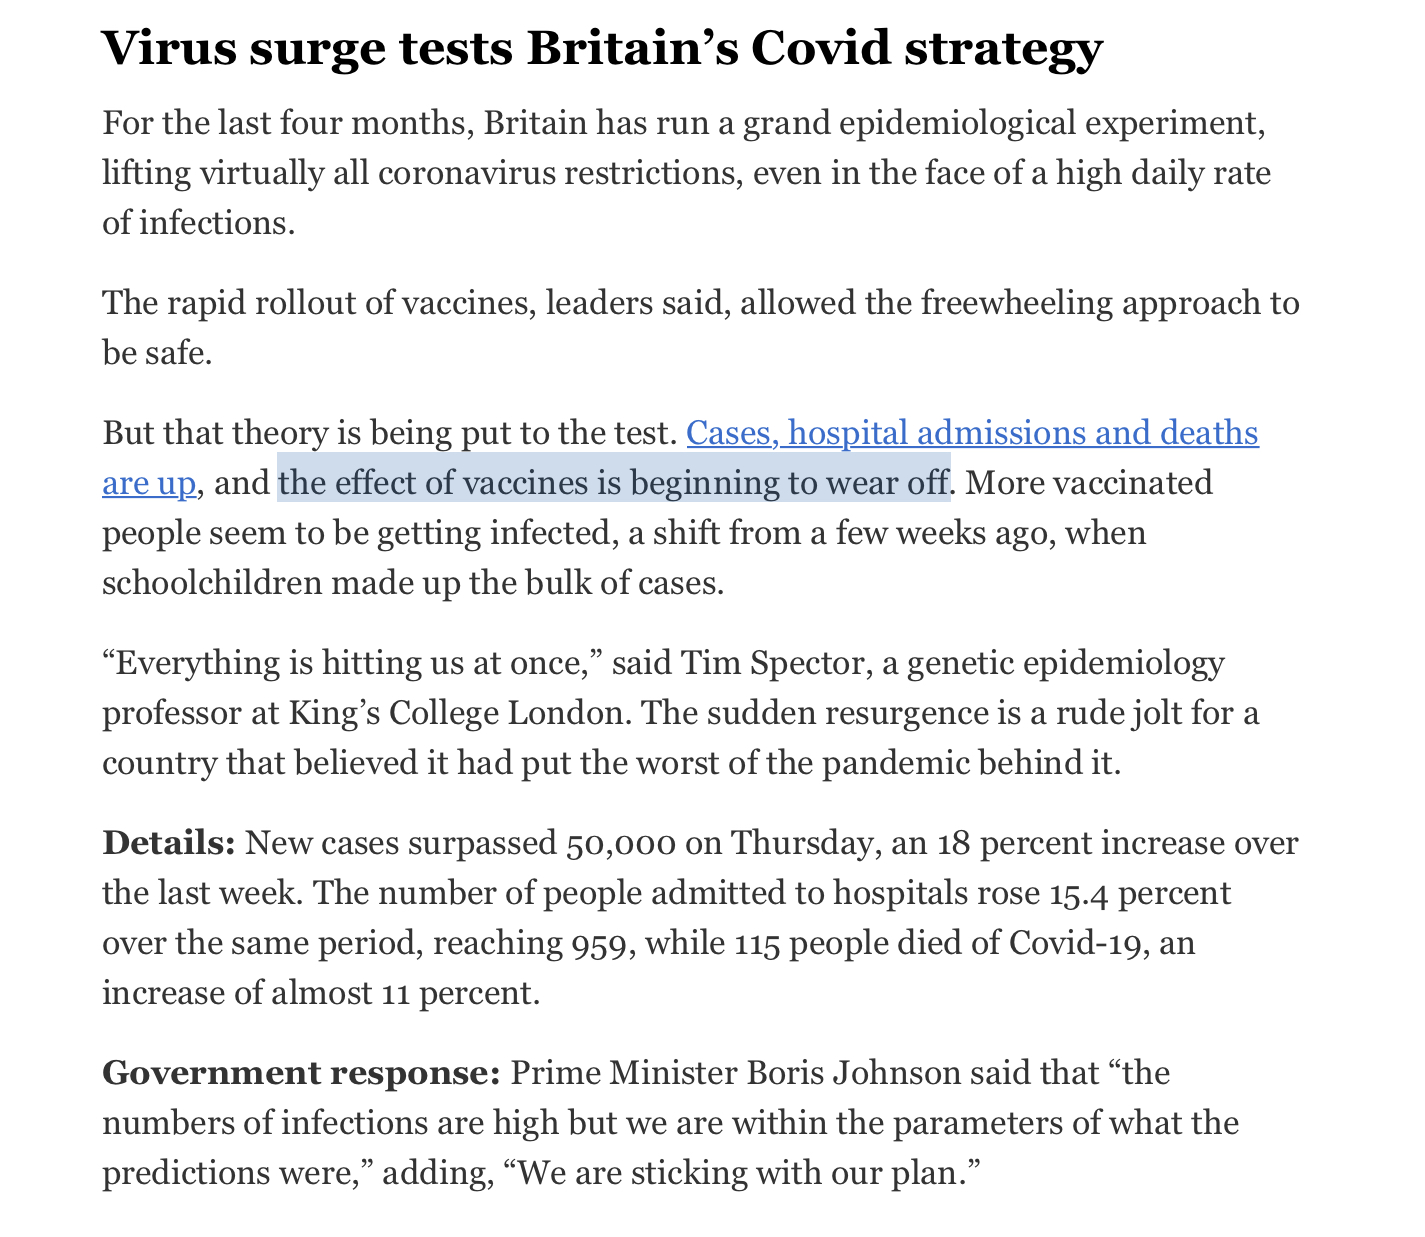 Virus surge tests Britain’s Covid strategy
For the last four months, Britain has run a grand epidemiological experiment,
lifting virtually all coronavirus restrictions, even in the face of a high daily rate
of infections.
The rapid rollout of vaccines, leaders said, allowed the freewheeling approach to
be safe.
But that theory is being put to the test. Cases, hospital admissions and deaths
are up, and the effect of vaccines is beginning to wear off. More vaccinated
people seem to be getting infected, a shift from a few weeks ago, when
schoolchildren made up the bulk of cases.
“Everything is hitting us at once,” said Tim Spector, a genetic epidemiology
professor at King’s College London. The sudden resurgence is a rude jolt for a
country that believed it had put the worst of the pandemic behind it.
Details: New cases surpassed 50,000 on Thursday, an 18 percent increase over
the last week. The number of people admitted to hospitals rose 15.4 percent
over the same period, reaching 959, while 115 people died of Covid-19, an
increase of almost 11 percent.
Government response: Prime Minister Boris Johnson said that “the
numbers of infections are high but we are within the parameters of what the
predictions were,” adding, “We are sticking with our plan.”